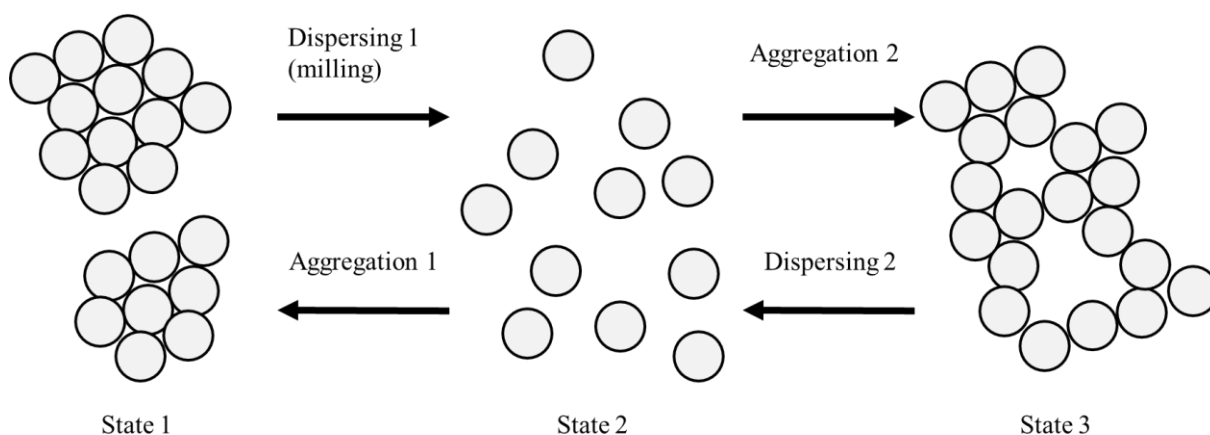 Dispersing 1
(milling)
Aggregation 2
Aggregation 1
Dispersing 2
State 1
State 2
State 3